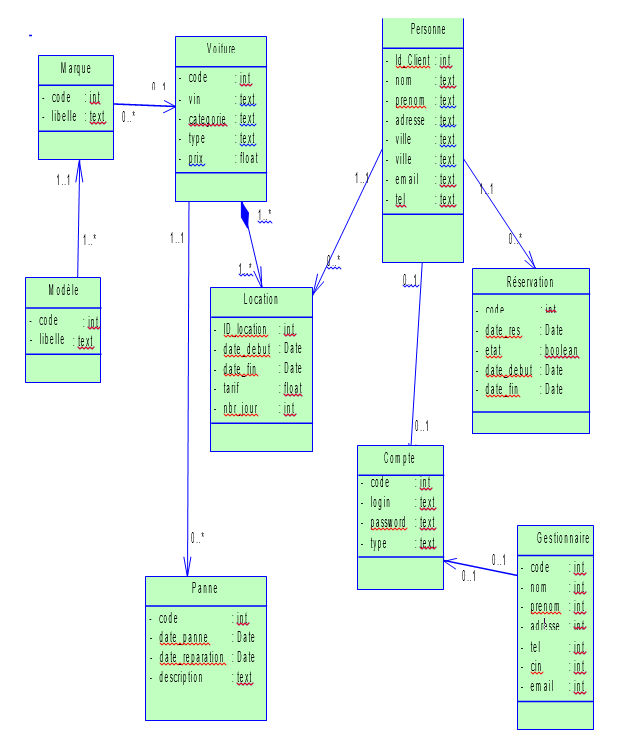 Personne
- Id_Client : int
- nom : text
- prenom : text
- adresse : text
- ville : text
- ville : text
- email : text
- tel : text
Voiture
- code : int
- vin : text
- categorie : text
- type : text
- prix : float
Marque
- code : int
- libelle : text
0..1
0..*
1..1
1..*
1..1
1..*
1..*
1..1
0..*
1..1
0..*
0..1
Modèle
- code : int
- libelle : text
Location
- ID_location : int
- date_debut : Date
- date_fin : Date
- tarif : float
- nbr_jour : int
Réservation
- code : int
- date_res : Date
- etat : boolean
- date_debut : Date
- date_fin : Date
0..1
Compte
- code : int
- login : text
- password : text
- type : text
0..*
0..1
0..1
Gestionnaire
- code : int
- nom : int
- prenom : int
- adresse : int
- tel : int
- cin : int
- email : int
Panne
- code : int
- date_panne : Date
- date_reparation : Date
- description : text